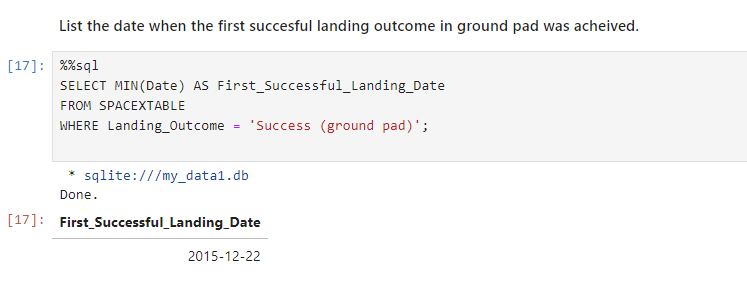 List the date when the first succesful landing outcome in ground pad was acheived.
[17]: %%sql
SELECT MIN(Date) AS First_Successful_Landing_Date
FROM SPACEXTABLE
WHERE Landing_Outcome = 'Success (ground pad)';
* sqlite:///my_data1.db
Done.
[17]: First_Successful_Landing_Date
2015-12-22